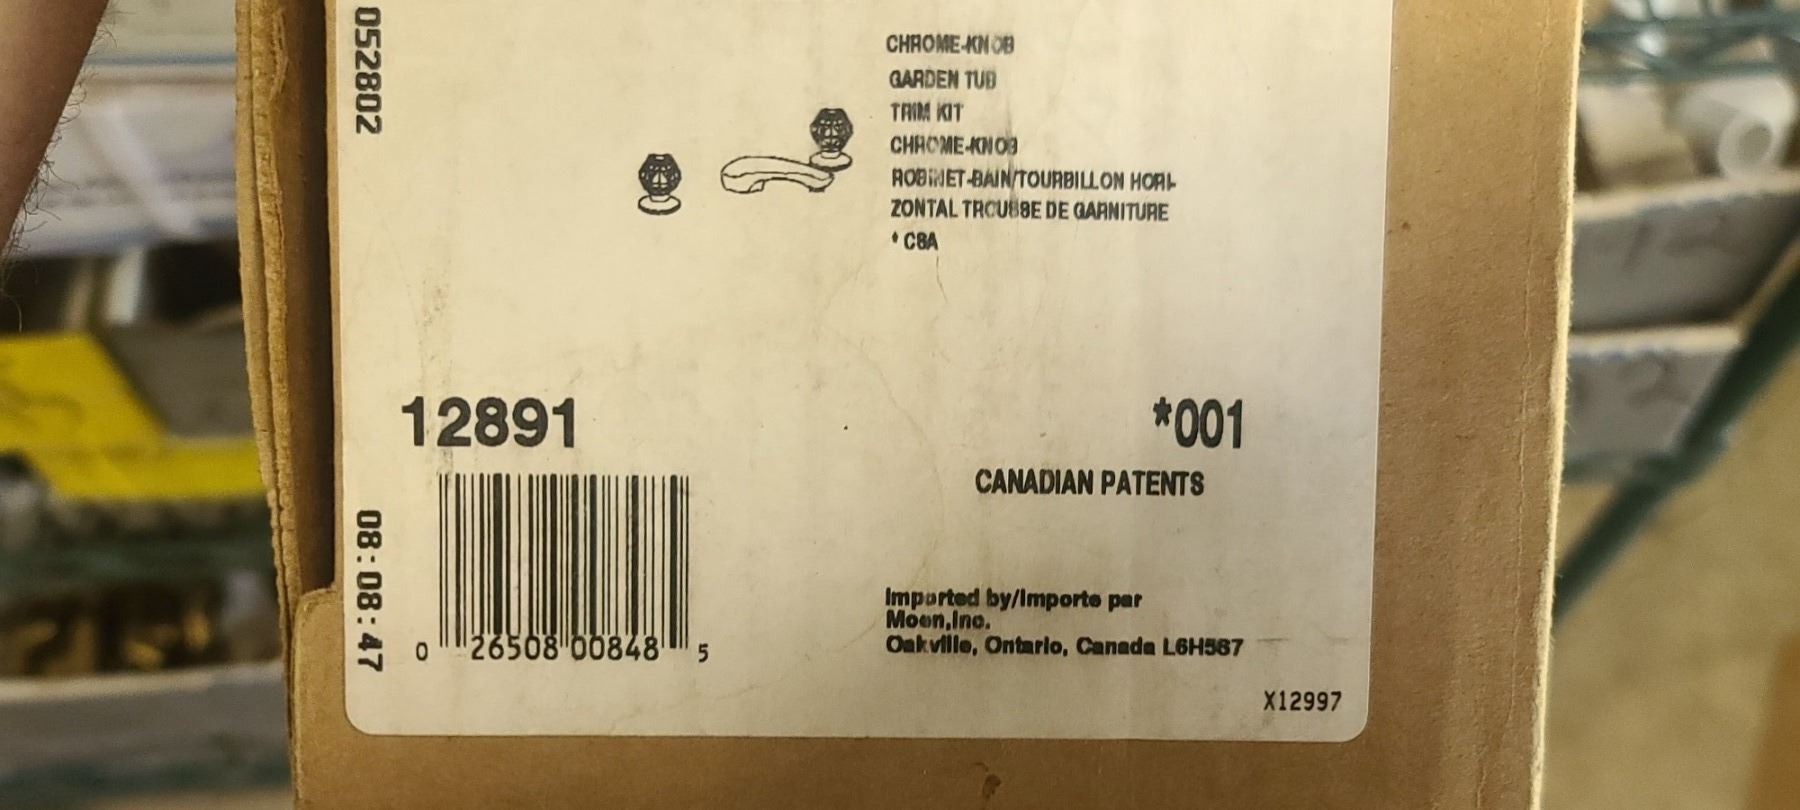 052802
CHROME-KNOB
GARDEN TUB
TRIM KIT
CHROME-KNOB
ROBINET-BAIN/TOURBILLON HORI-
ZONTAL TROUSSE DE GARNITURE
* CSA
12891
*001
CANADIAN PATENTS
08:08:47
0 26508 00848 5
Imported by/Importe par
Moen,Inc.
Oakville, Ontario, Canada L6H5S7
X12997